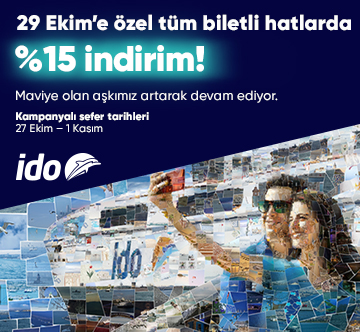 29 Ekim'e özel tüm biletli hatlarda
%15 indirim!
Maviye olan aşkımız artarak devam ediyor.
Kampanyalı sefer tarihleri
27 Ekim – 1 Kasım
ido
ido